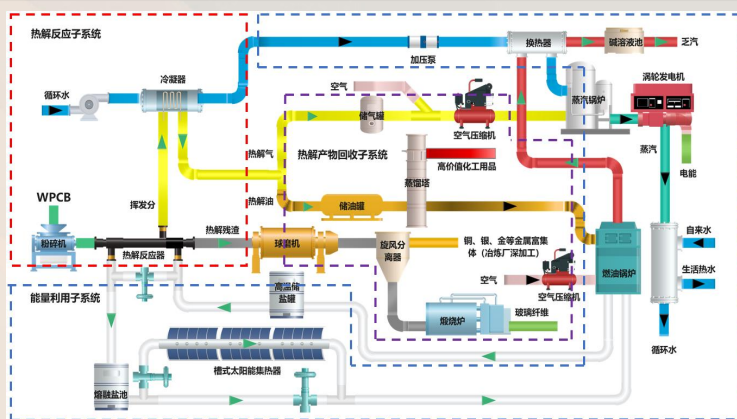 热解反应子系统
换热器
碱溶液池
乏汽
加压泵
冷凝器
循环水
空气
蒸汽锅炉
涡轮发电机
储气罐
空气压缩机
热解气
热解产物回收子系统
蒸汽
电能
高价值化工用品
蒸馏塔
WPCB
挥发分
热解油
储油罐
粉碎机
热解残渣
球磨机
旋风分
离器
铜、银、金等金属富集
体（冶炼厂深加工）
自来水
热解反应器
燃油锅炉
空气
生活热水
高温储
盐罐
空气压缩机
能量利用子系统
煅烧炉
玻璃纤维
循环水
槽式太阳能集热器
熔融盐池